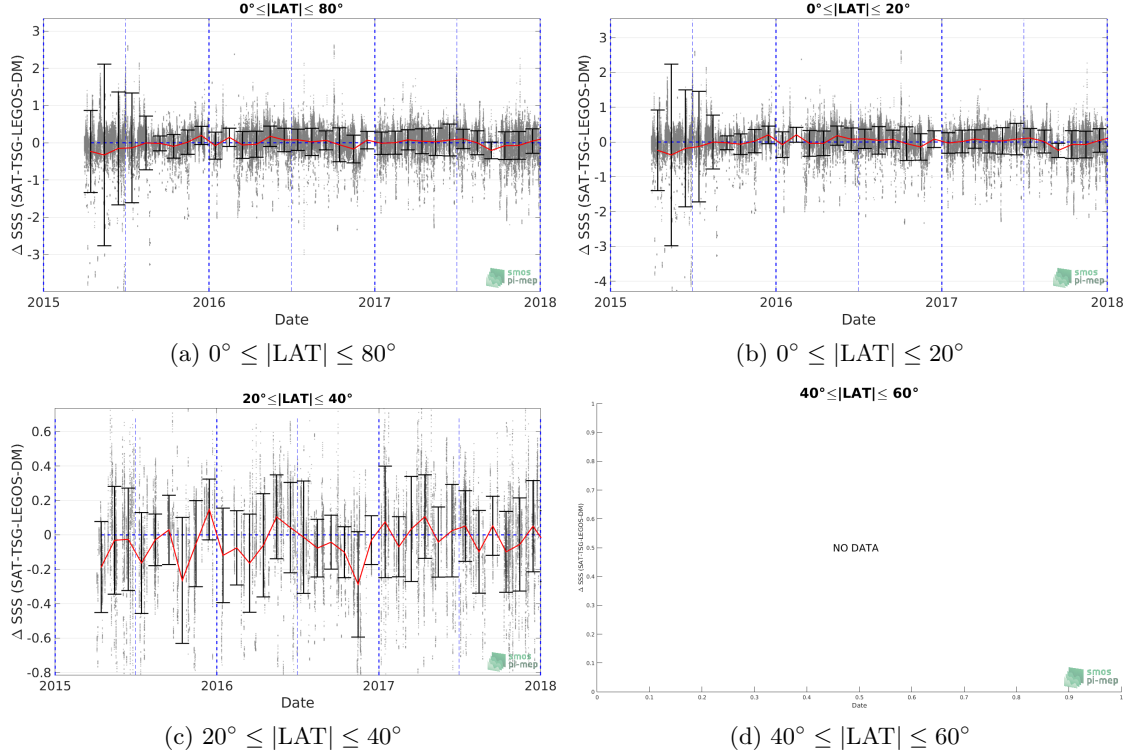 0°≤|LAT|≤ 80°
Δ SSS (SAT-TSG-LEGOS-DM)
3
2
1
0
-1
-2
-3
2015
2016
2017
2018
Date
smos
pi-mep
(a) 0° ≤ |LAT| ≤ 80°
0°≤|LAT|≤ 20°
Δ SSS (SAT-TSG-LEGOS-DM)
3
2
1
0
-1
-2
-3
-4
2015
2016
2017
2018
Date
smos
pi-mep
(b) 0° ≤ |LAT| ≤ 20°
20°≤|LAT|≤ 40°
Δ SSS (SAT-TSG-LEGOS-DM)
0.6
0.4
0.2
0
-0.2
-0.4
-0.6
-0.8
2015
2016
2017
2018
Date
smos
pi-mep
(c) 20° ≤ |LAT| ≤ 40°
40°≤|LAT|≤ 60°
Δ SSS (SAT-TSG-LEGOS-DM)
1
0.9
0.8
0.7
0.6
0.5
0.4
0.3
0.2
0.1
0
NO DATA
0
0.1
0.2
0.3
0.4
0.5
0.6
0.7
0.8
0.9
1
Date
smos
pi-mep
(d) 40° ≤ |LAT| ≤ 60°